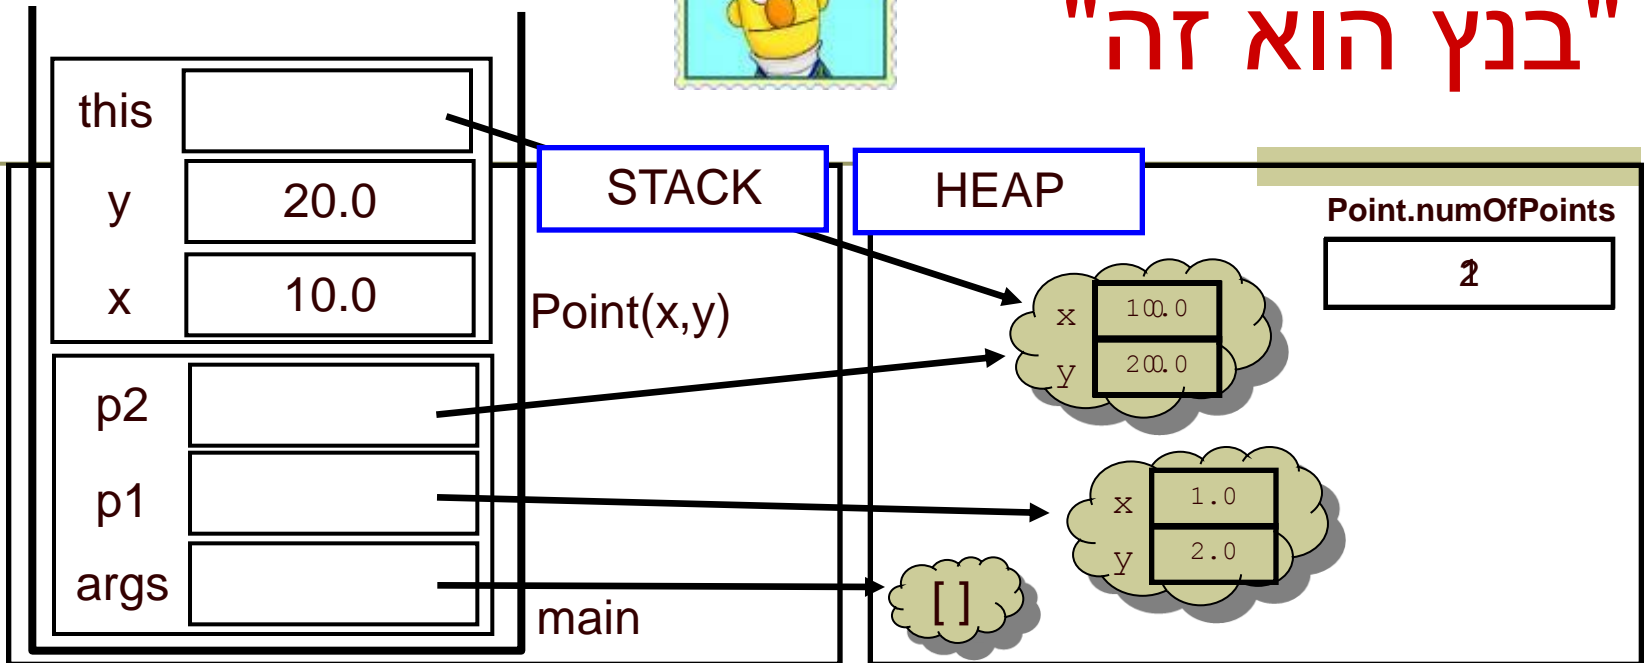 "בנץ הוא זה"
this
y 20.0
x 10.0
Point(x,y)
p2
p1
args
main
STACK
HEAP
Point.numOfPoints
x
y
x 1.0
y 2.0
[ ]